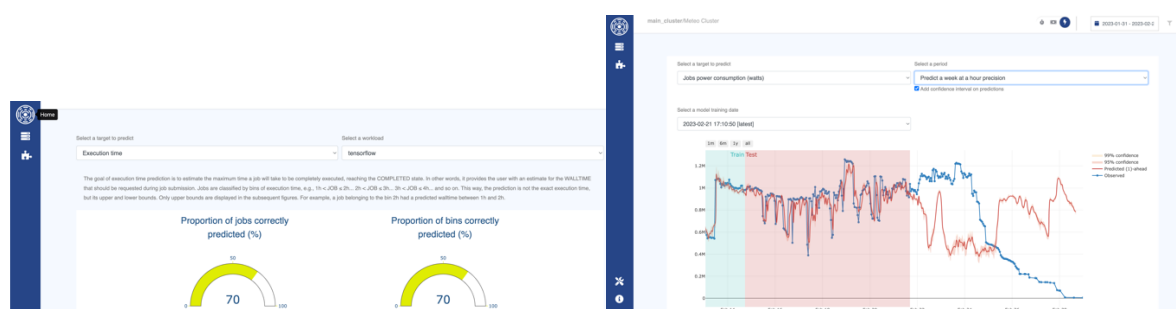 Home
Select a target to predict
Select a workload
Execution time
tensorflow
The goal of execution time prediction is to estimate the maximum time a job will take to be completely executed, reaching the COMPLETED state. In other words, it provides the user with an estimate for the WALLTIME
that should be requested during job submission. Jobs are classified by bins of execution time, e.g., 1h < JOB ≤ 2h... 2h < JOB ≤ 3h... 3h < JOB ≤ 4h... and so on. This way, the prediction is not the exact execution time,
but its upper and lower bounds. Only upper bounds are displayed in the subsequent figures. For example, a job belonging to the bin 2h had a predicted waltime between 1h and 2h.
Proportion of jobs correctly
predicted (%)
50
70
0
100
Proportion of bins correctly
predicted (%)
50
70
0
100
main_cluster/Meteo Cluster
2023-01-31 - 2023-02-2
Select a target to predict
Select a period
Jobs power consumption (watts)
Predict a week at a hour precision
Add confidence internal on predictions
Select a model training date
2023-02-21 17:10:50 [latest]
1m 6m 1y all
Train Test
99% confidence
95% confidence
Predicted (1)-ahead
Observed
1.2M
1M
0.8M
0.6M
0.4M
0.2M
0